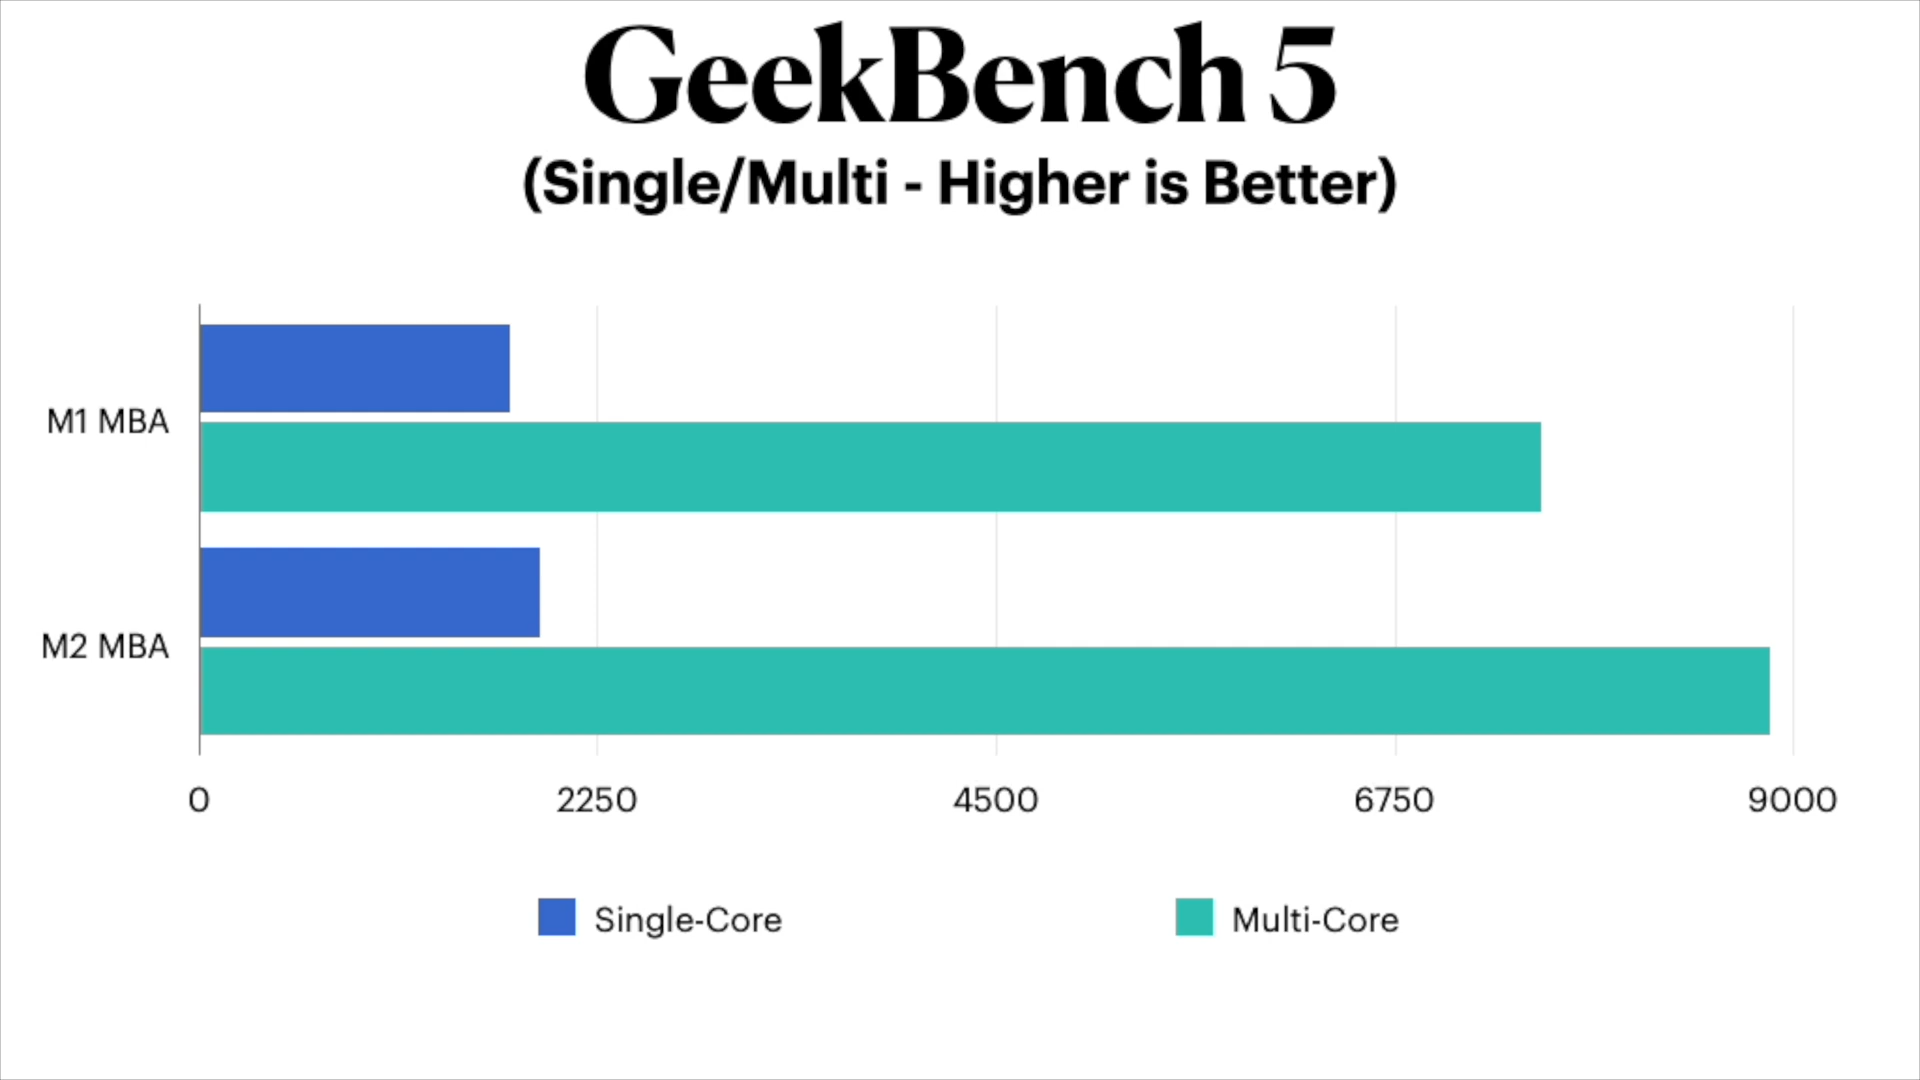 GeekBench 5
(Single/Multi - Higher is Better)
M1 MBA
M2 MBA
0 2250 4500 6750 9000
Single-Core Multi-Core